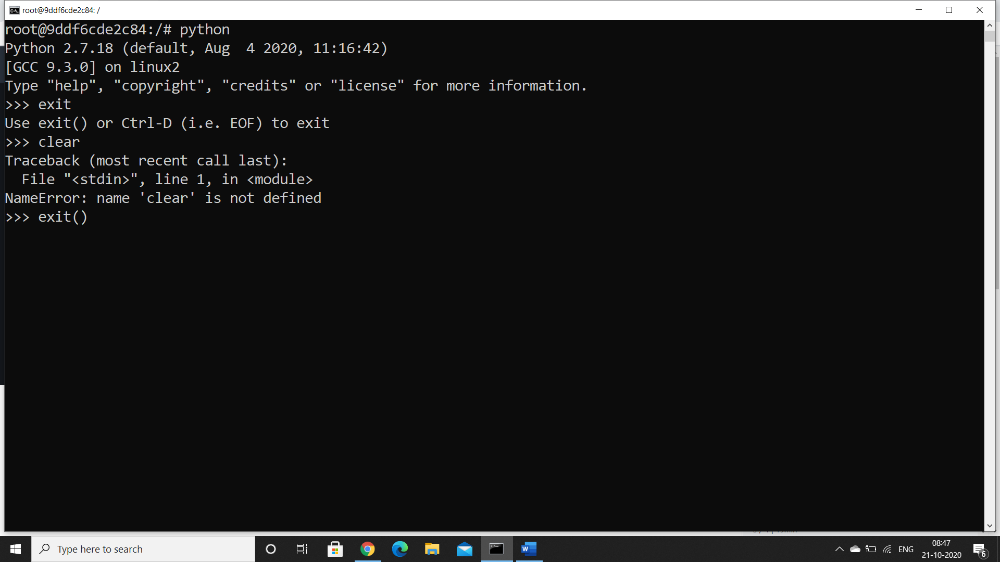 root@9ddf6cde2c84: /
root@9ddf6cde2c84:/# python
Python 2.7.18 (default, Aug  4 2020, 11:16:42)
[GCC 9.3.0] on linux2
Type "help", "copyright", "credits" or "license" for more information.
>>> exit
Use exit() or Ctrl-D (i.e. EOF) to exit
>>> clear
Traceback (most recent call last):
  File "<stdin>", line 1, in <module>
NameError: name 'clear' is not defined
>>> exit()
Type here to search
ENG
08:47
21-10-2020
6